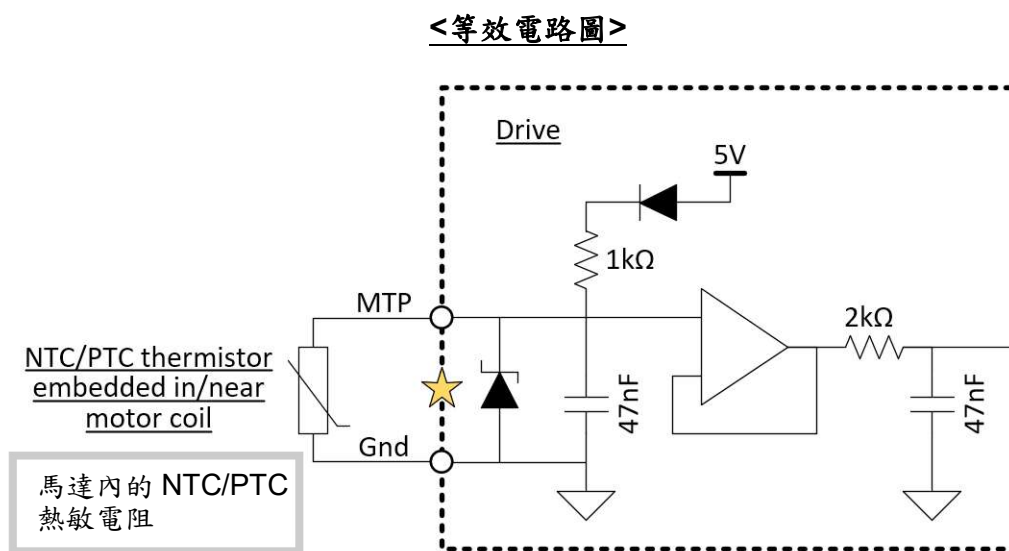 <等效電路圖>
Drive
5V
1kΩ
MTP
2kΩ
NTC/PTC thermistor
embedded in/near
motor coil
47nF
47nF
Gnd
馬達內的 NTC/PTC
熱敏電阻